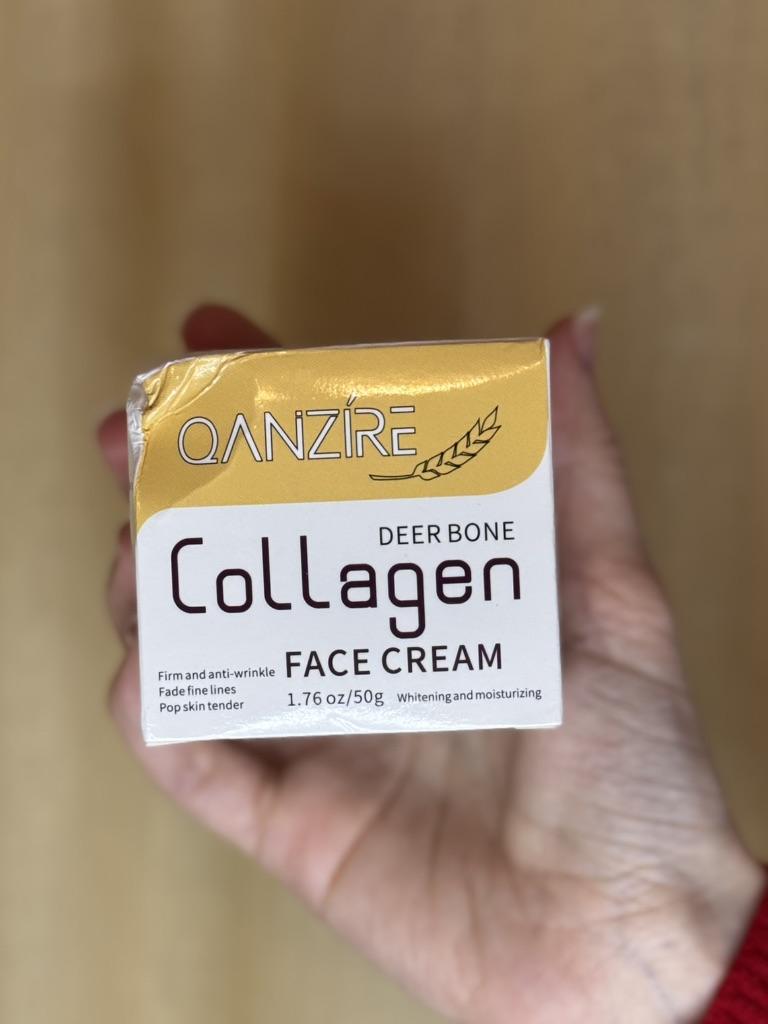 QANZÍRE
DEER BONE
Collagen
FACE CREAM
Firm and anti-wrinkle
Fade fine lines
Pop skin tender
1.76 oz/50g
Whitening and moisturizing